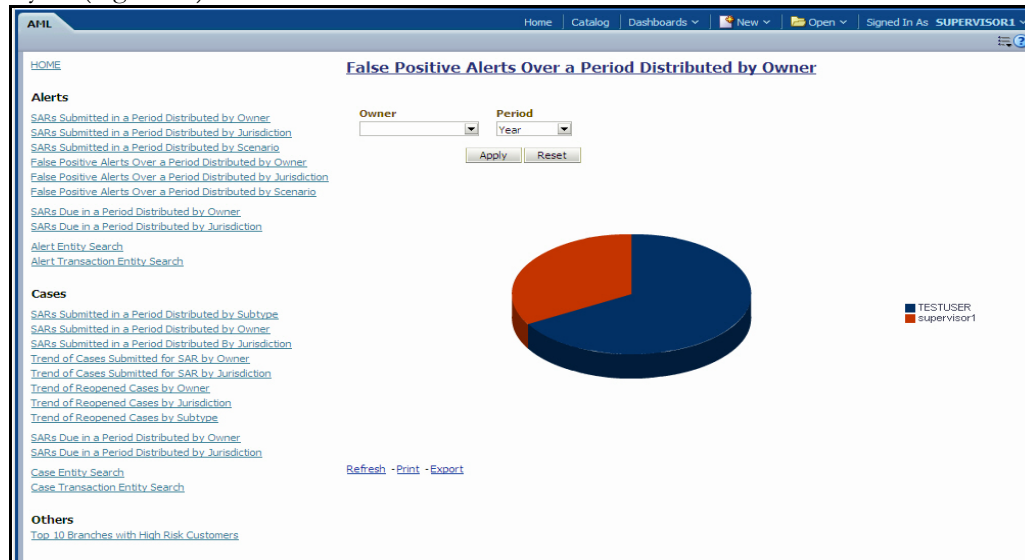 AML
Home Catalog Dashboards New Open Signed In As SUPERVISOR1
HOME
Alerts
SARs Submitted in a Period Distributed by Owner
SARs Submitted in a Period Distributed by Jurisdiction
SARs Submitted in a Period Distributed by Scenario
False Positive Alerts Over a Period Distributed by Owner
False Positive Alerts Over a Period Distributed by Jurisdiction
False Positive Alerts Over a Period Distributed by Scenario
SARs Due in a Period Distributed by Owner
SARs Due in a Period Distributed by Jurisdiction
Alert Entity Search
Alert Transaction Entity Search
Cases
SARs Submitted in a Period Distributed by Subtype
SARs Submitted in a Period Distributed by Owner
SARs Submitted in a Period Distributed By Jurisdiction
Trend of Cases Submitted for SAR by Owner
Trend of Cases Submitted for SAR by Jurisdiction
Trend of Reopened Cases by Owner
Trend of Reopened Cases by Jurisdiction
Trend of Reopened Cases by Subtype
SARs Due in a Period Distributed by Owner
SARs Due in a Period Distributed by Jurisdiction
Case Entity Search
Case Transaction Entity Search
Others
Top 10 Branches with High Risk Customers
False Positive Alerts Over a Period Distributed by Owner
Owner Period
Year
Apply Reset
TESTUSER
supervisor1
Refresh - Print - Export